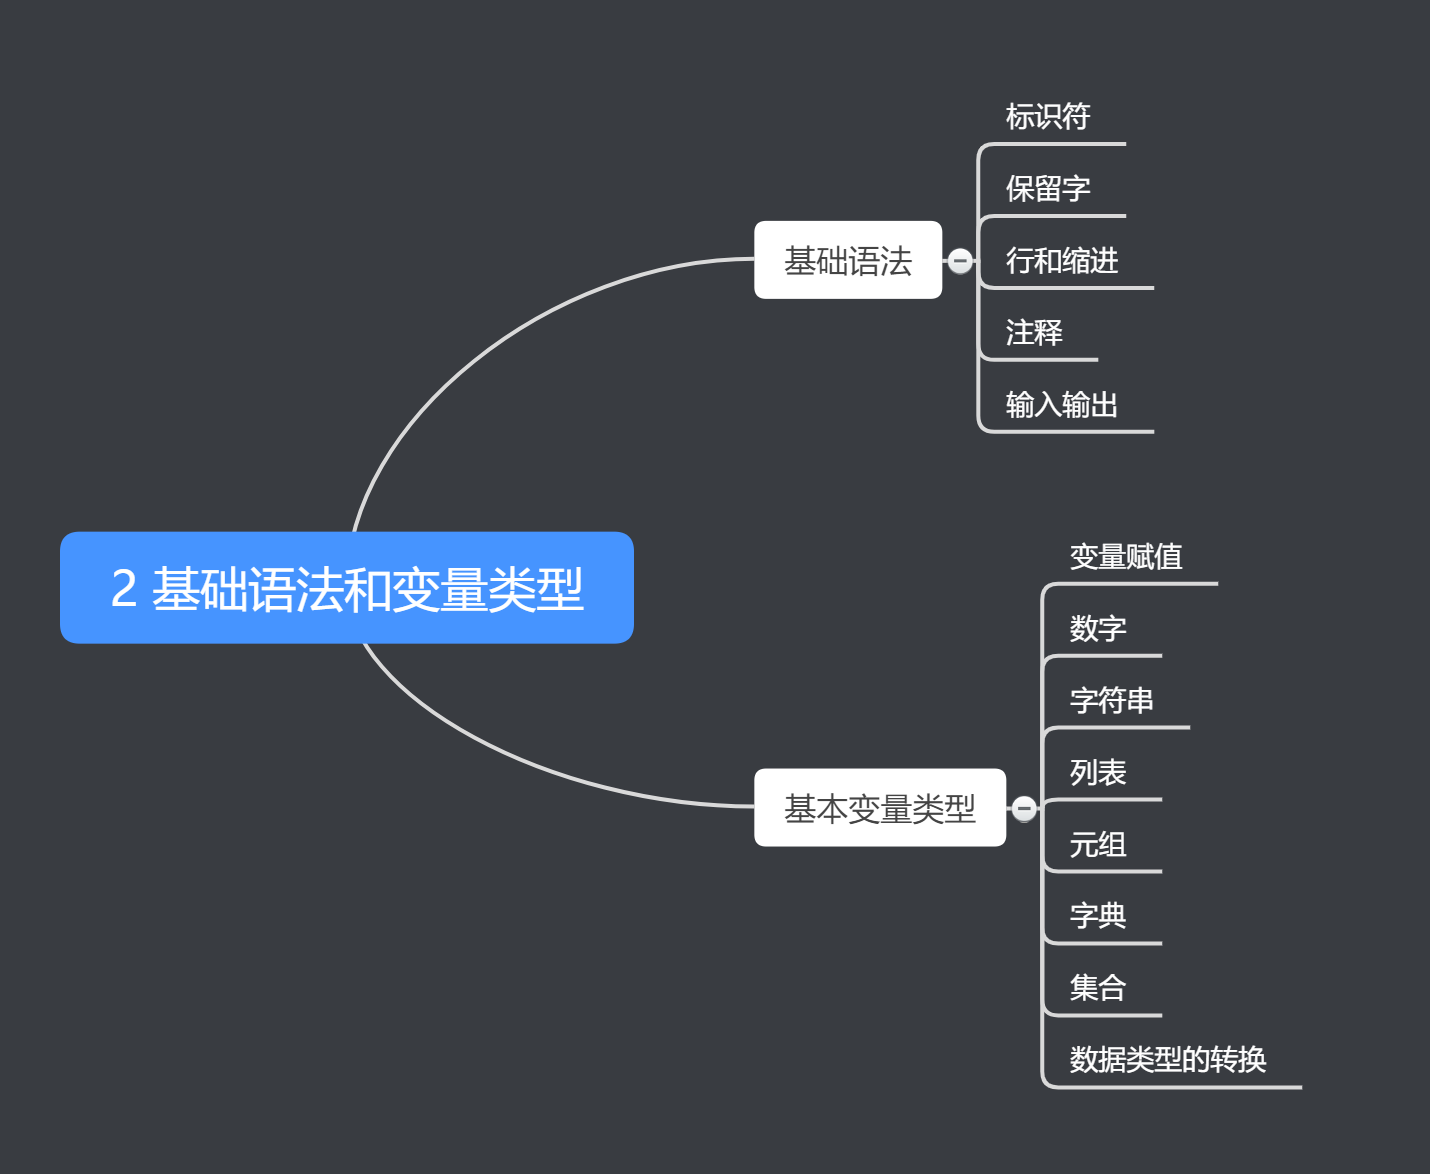 2 基础语法和变量类型
基础语法
标识符
保留字
行和缩进
注释
输入输出
基本变量类型
变量赋值
数字
字符串
列表
元组
字典
集合
数据类型的转换